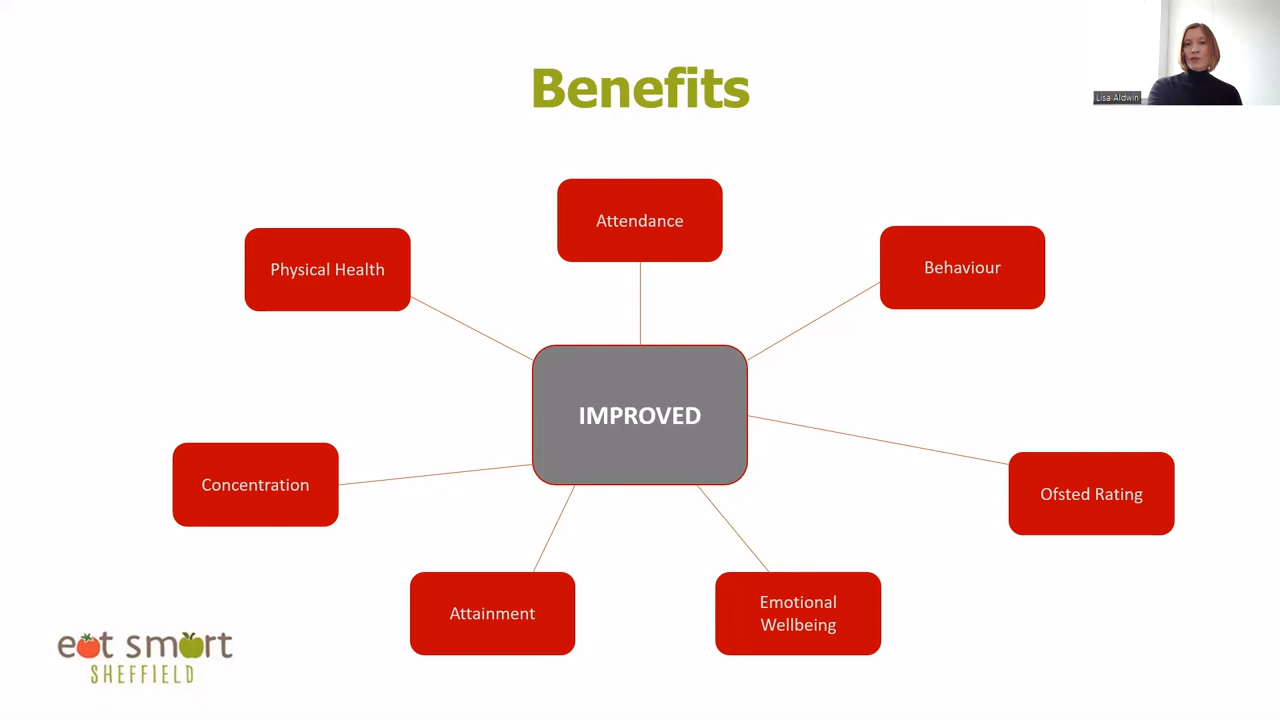 Benefits
Lisa Aldwin
Attendance
Physical Health
Behaviour
IMPROVED
Concentration
Ofsted Rating
Attainment
Emotional
Wellbeing
eat smart
SHEFFIELD